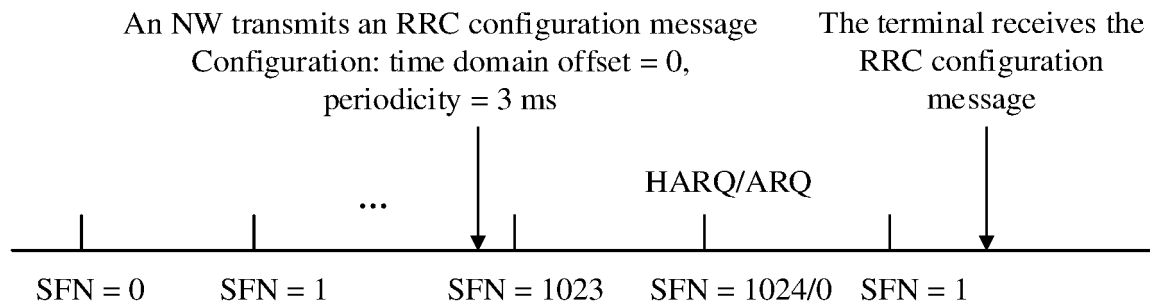 An NW transmits an RRC configuration message
Configuration: time domain offset = 0,
periodicity = 3 ms
The terminal receives the
RRC configuration
message
HARQ/ARQ
...
SFN = 0
SFN = 1
SFN = 1023
SFN = 1024/0
SFN = 1